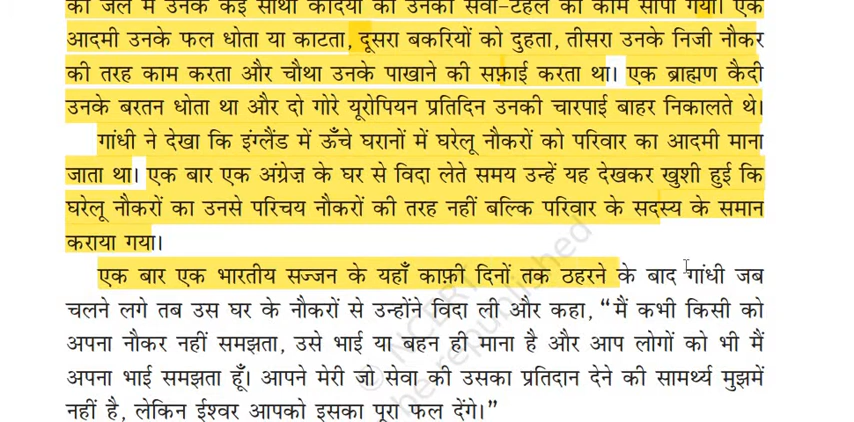 की जेल में उनके कई साथी कैदियों को उनकी सेवा-टहल का काम सौंपा गया। एक
आदमी उनके फल धोता या काटता, दूसरा बकरियों को दुहता, तीसरा उनके निजी नौकर
की तरह काम करता और चौथा उनके पाखाने की सफ़ाई करता था। एक ब्राह्मण कैदी
उनके बरतन धोता था और दो गोरे यूरोपियन प्रतिदिन उनकी चारपाई बाहर निकालते थे।
गांधी ने देखा कि इंग्लैंड में ऊँचे घरानों में घरेलू नौकरों को परिवार का आदमी माना
जाता था। एक बार एक अंग्रेज़ के घर से विदा लेते समय उन्हें यह देखकर खुशी हुई कि
घरेलू नौकरों का उनसे परिचय नौकरों की तरह नहीं बल्कि परिवार के सदस्य के समान
कराया गया।
एक बार एक भारतीय सज्जन के यहाँ काफ़ी दिनों तक ठहरने के बाद गांधी जब
चलने लगे तब उस घर के नौकरों से उन्होंने विदा ली और कहा, “मैं कभी किसी को
अपना नौकर नहीं समझता, उसे भाई या बहन ही माना है और आप लोगों को भी मैं
अपना भाई समझता हूँ। आपने मेरी जो सेवा की उसका प्रतिदान देने की सामर्थ्य मुझमें
नहीं है, लेकिन ईश्वर आपको इसका पूरा फल देंगे।”
© NCERT
be republished